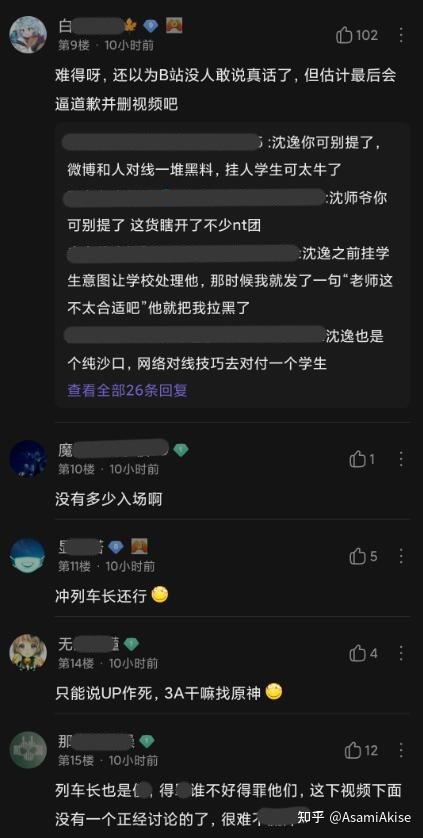 白
第9楼 · 10小时前
102
难得呀，还以为B站没人敢说真话了，但估计最后会
逼道歉并删视频吧
:沈逸你可别提了，
微博和人对线一堆黑料，挂人学生可太牛了
:沈师爷你
可别提了 这货瞎开了不少nt团
:沈逸之前挂学
生意图让学校处理他，那时候我就发了一句“老师这
不太合适吧”他就把我拉黑了
沈逸也是
个纯沙口，网络对线技巧去对付一个学生
查看全部26条回复
魔
第10楼 · 10小时前
1
没有多少入场啊
第11楼 · 10小时前
5
冲列车长还行
无
第14楼 · 10小时前
4
只能说UP作死，3A干嘛找原神
那
第15楼 · 10小时前
12
列车长也是 ，得 谁不好得罪他们，这下视频下面
没有一个正经讨论的了，很难
知乎 @AsamiAkise